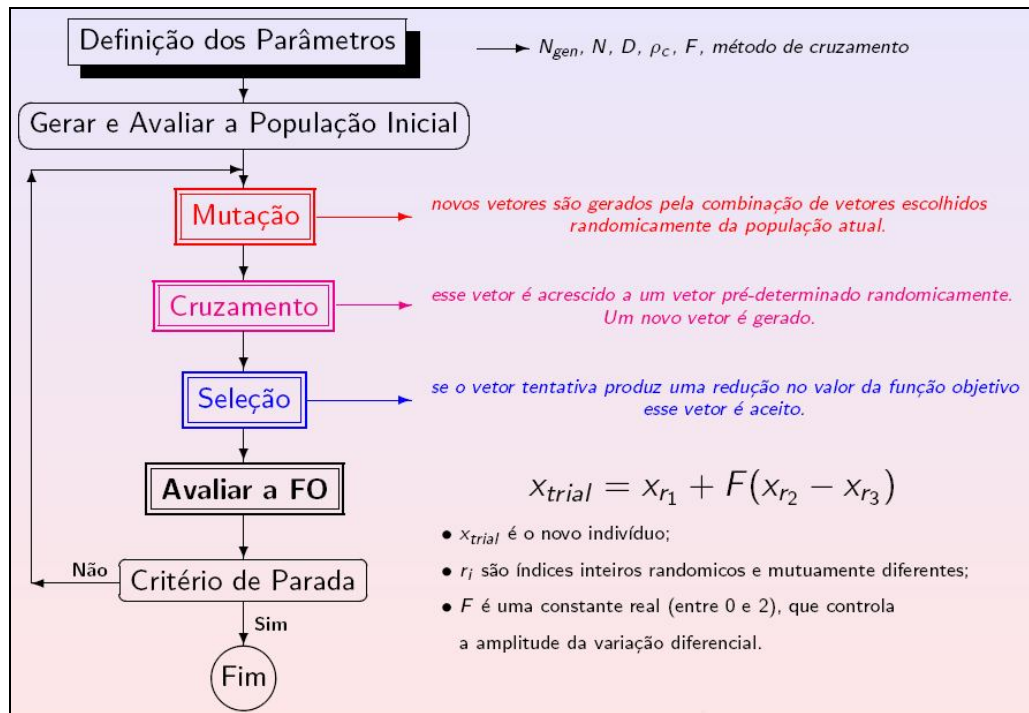 Definição dos Parâmetros
N_gen, N, D, ρ_c, F, método de cruzamento
Gerar e Avaliar a População Inicial
Mutação
novos vetores são gerados pela combinação de vetores escolhidos
randomicamente da população atual.
Cruzamento
esse vetor é acrescido a um vetor pré-determinado randomicamente.
Um novo vetor é gerado.
Seleção
se o vetor tentativa produz uma redução no valor da função objetivo
esse vetor é aceito.
Avaliar a FO
x_trial = x_r1 + F(x_r2 − x_r3)
• x_trial é o novo indivíduo;
• r_i são índices inteiros randomicos e mutuamente diferentes;
• F é uma constante real (entre 0 e 2), que controla
a amplitude da variação diferencial.
Não
Critério de Parada
Sim
Fim